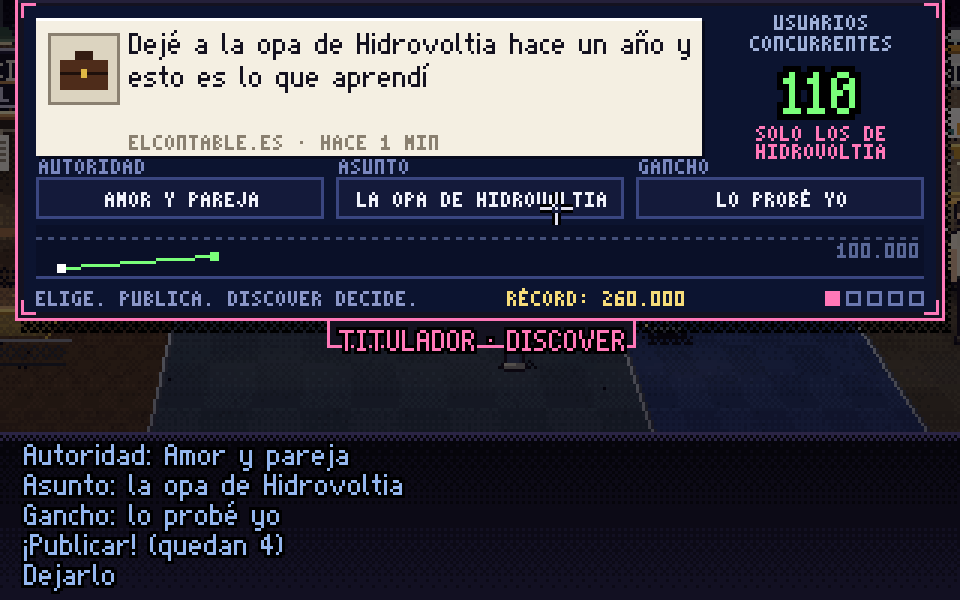 Dejé a la opa de Hidrovoltia hace un año y
esto es lo que aprendí
ELCONTABLE.ES · HACE 1 MIN
USUARIOS
CONCURRENTES
110
SOLO LOS DE
HIDROVOLTIA
AUTORIDAD
ASUNTO
GANCHO
AMOR Y PAREJA
LA OPA DE HIDROVOLTIA
LO PROBÉ YO
100.000
ELIGE. PUBLICA. DISCOVER DECIDE.
RÉCORD: 260.000
TITULADOR · DISCOVER
Autoridad: Amor y pareja
Asunto: la opa de Hidrovoltia
Gancho: lo probé yo
¡Publicar! (quedan 4)
Dejarlo